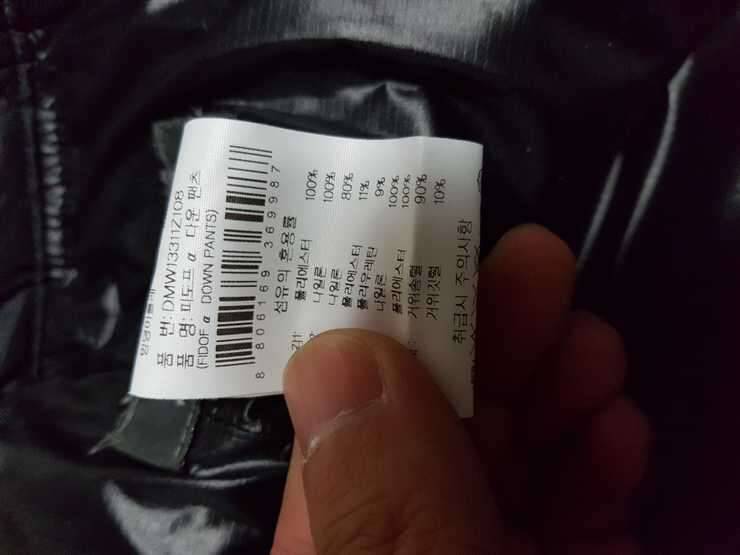 품 번: DMW13311Z108
품 명: 피도프 α 다운 팬츠
(FIDOF α DOWN PANTS)
8 806169 369987
섬유의 혼용률
폴리에스터 100%
나일론 100%
나일론 80%
폴리에스터 11%
폴리우레탄 9%
나일론 100%
폴리에스터 100%
거위솜털 90%
거위깃털 10%
취급시 주의사항